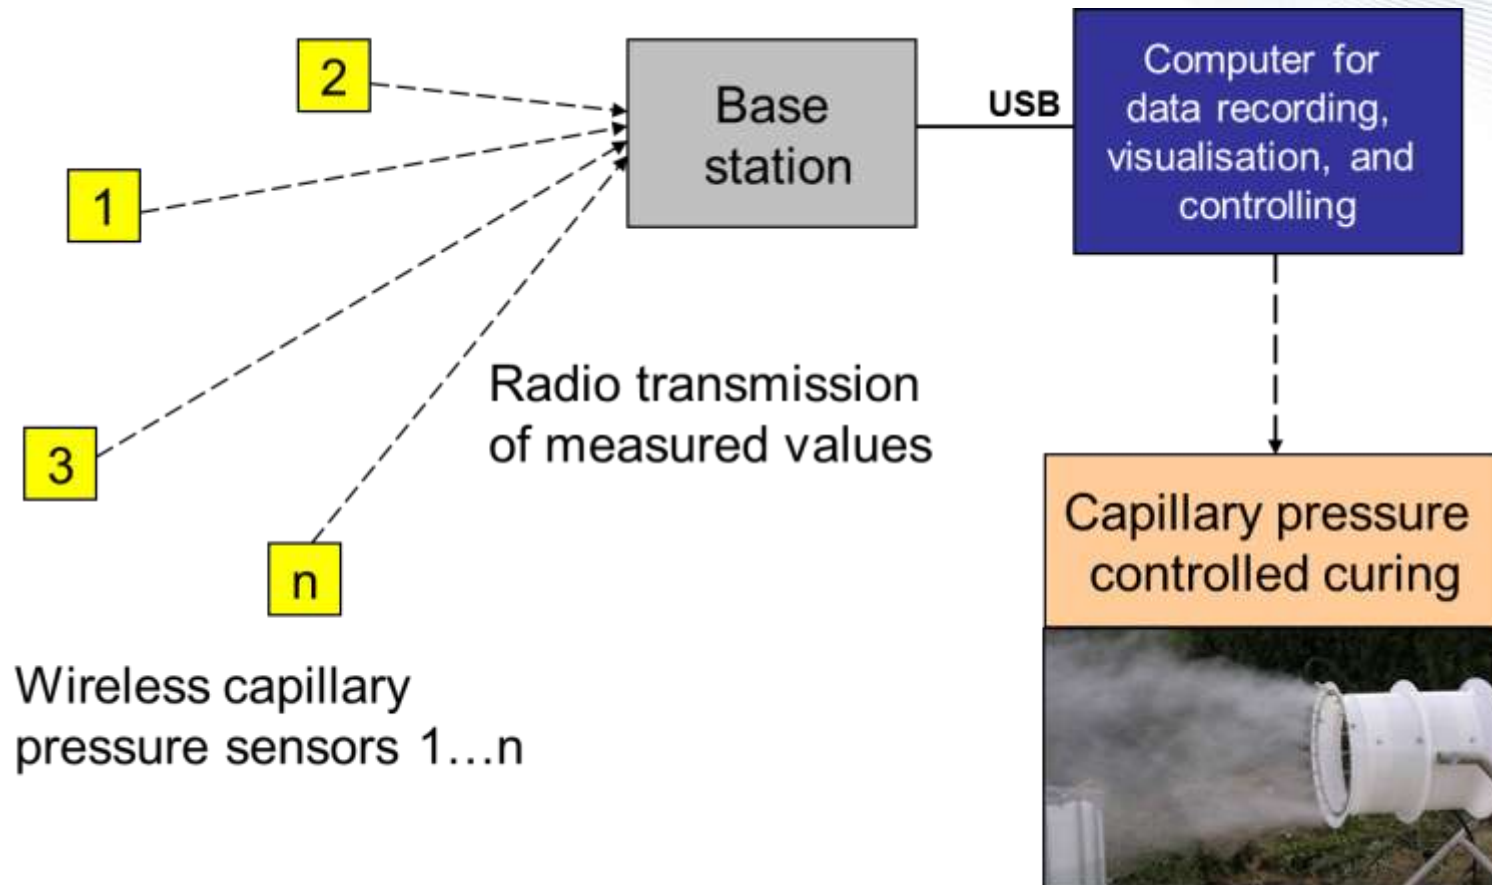 2
1
3
n
Base
station
USB
Computer for
data recording,
visualisation, and
controlling
Radio transmission
of measured values
Capillary pressure
controlled curing
Wireless capillary
pressure sensors 1...n